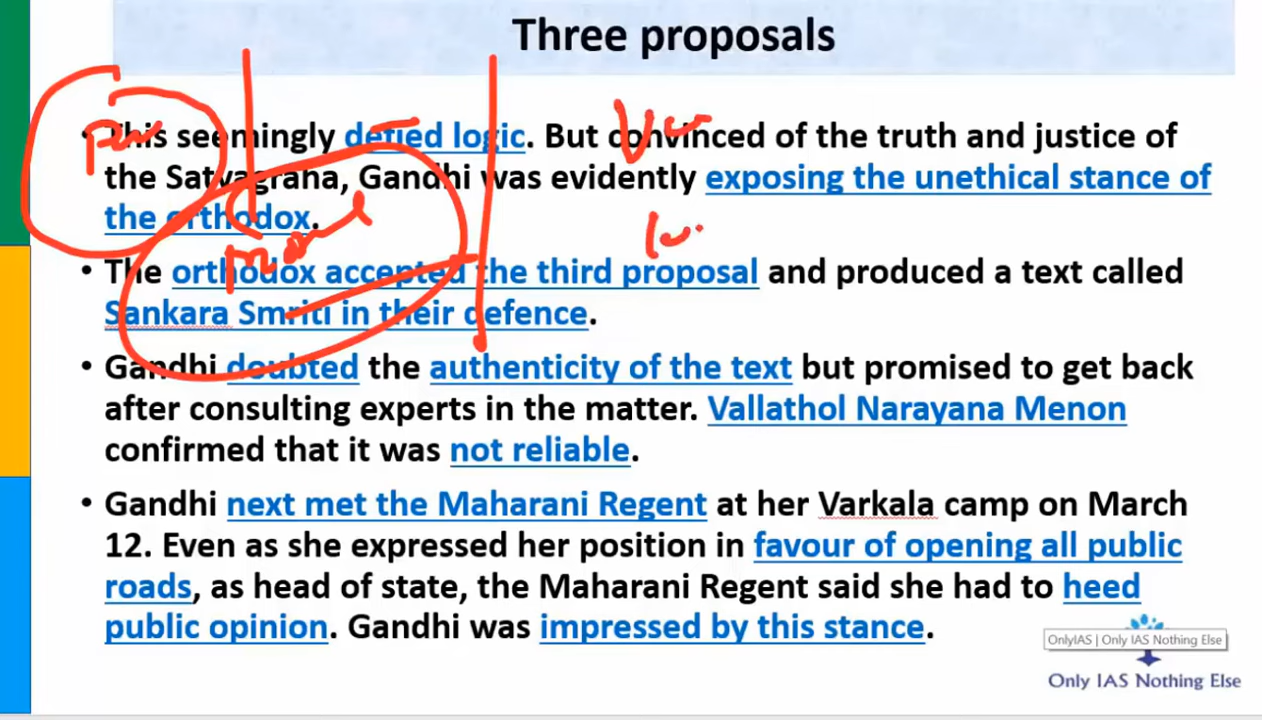 Three proposals
• This seemingly defied logic. But convinced of the truth and justice of
the Satyagraha, Gandhi was evidently exposing the unethical stance of
the orthodox.
• The orthodox accepted the third proposal and produced a text called
Sankara Smriti in their defence.
• Gandhi doubted the authenticity of the text but promised to get back
after consulting experts in the matter. Vallathol Narayana Menon
confirmed that it was not reliable.
• Gandhi next met the Maharani Regent at her Varkala camp on March
12. Even as she expressed her position in favour of opening all public
roads, as head of state, the Maharani Regent said she had to heed
public opinion. Gandhi was impressed by this stance.
OnlyIAS | Only IAS Nothing Else
Only IAS Nothing Else